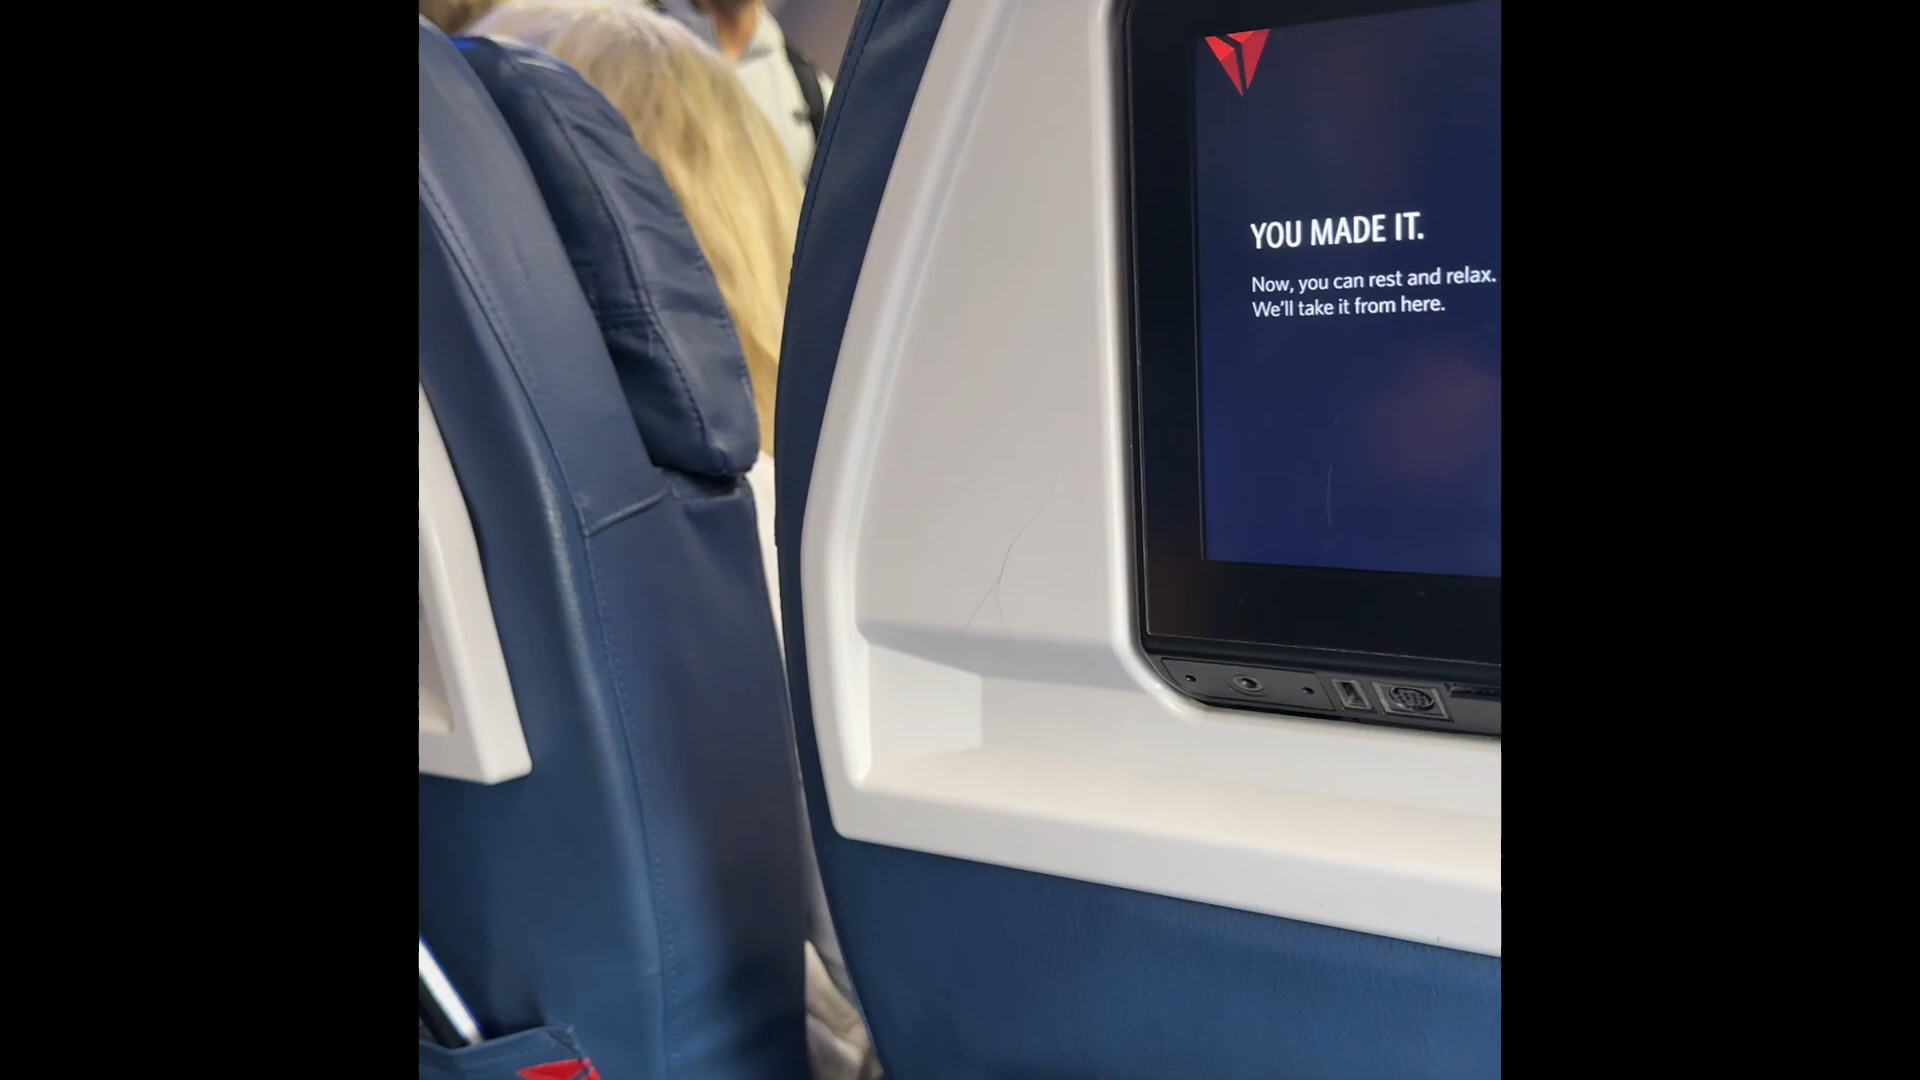 YOU MADE IT.
Now, you can rest and relax.
We'll take it from here.